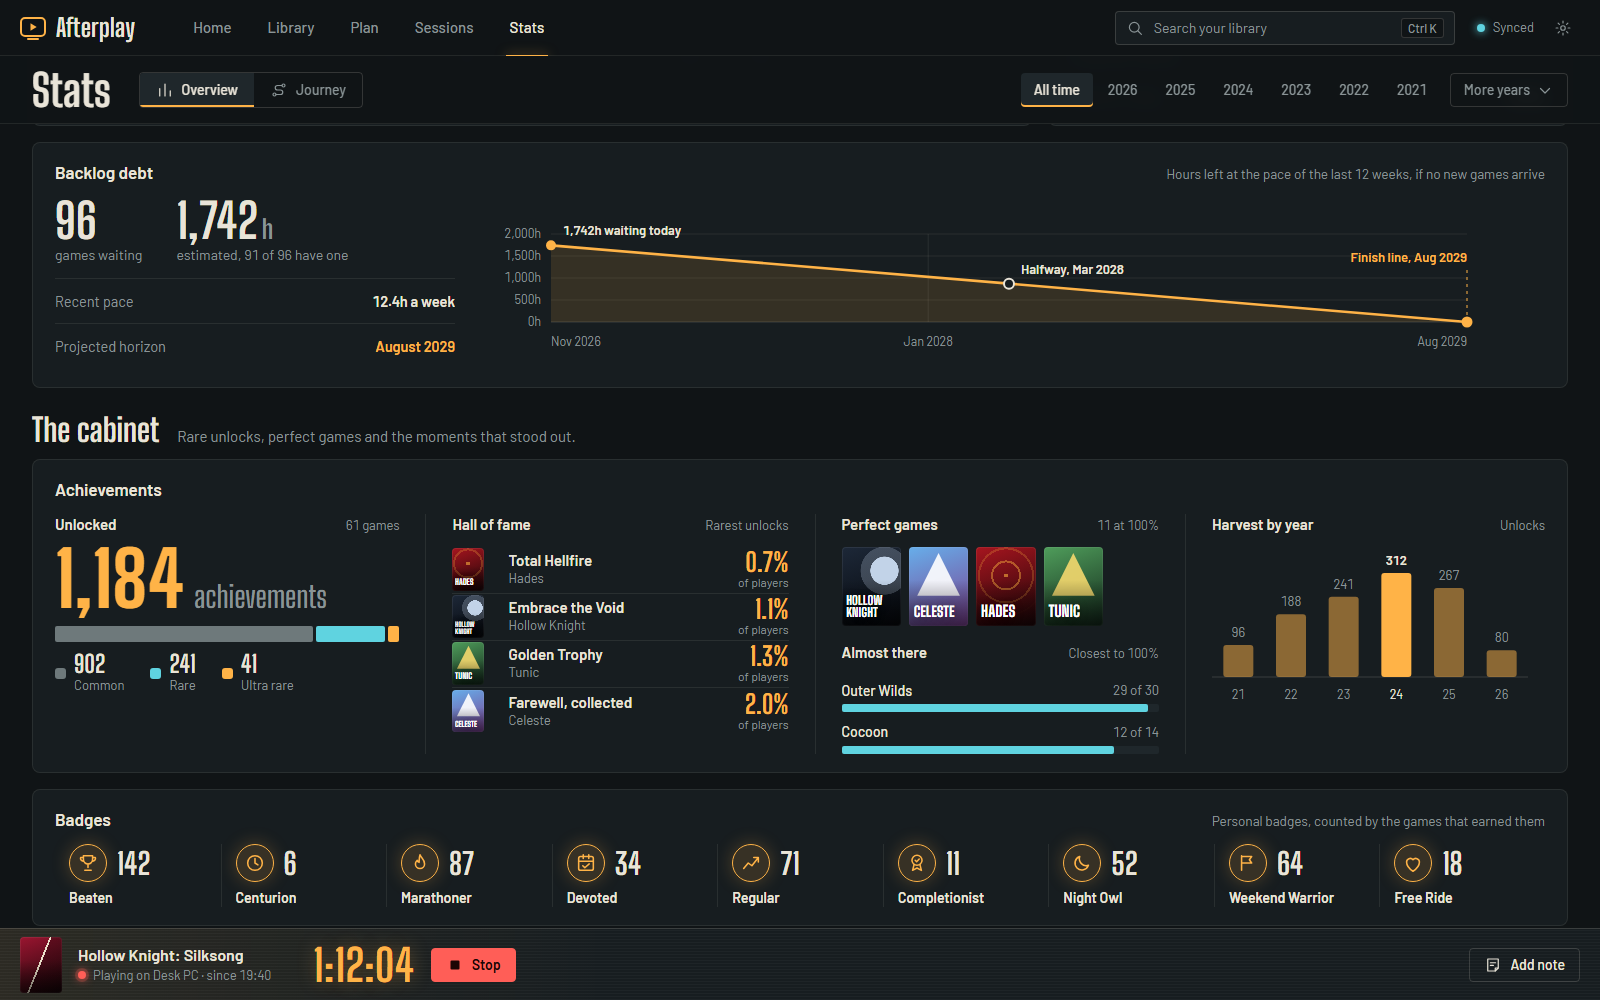 Afterplay
Home
Library
Plan
Sessions
Stats
Search your library
Ctrl K
Synced
Stats
Overview
Journey
All time
2026
2025
2024
2023
2022
2021
More years
Backlog debt
Hours left at the pace of the last 12 weeks, if no new games arrive
96
games waiting
1,742 h
estimated, 91 of 96 have one
Recent pace
12.4h a week
Projected horizon
August 2029
2,000h
1,500h
1,000h
500h
0h
1,742h waiting today
Halfway, Mar 2028
Finish line, Aug 2029
Nov 2026
Jan 2028
Aug 2029
The cabinet
Rare unlocks, perfect games and the moments that stood out.
Achievements
Unlocked
61 games
1,184 achievements
902
Common
241
Rare
41
Ultra rare
Hall of fame
Rarest unlocks
HADES
Total Hellfire
Hades
0.7%
of players
HOLLOW
KNIGHT
Embrace the Void
Hollow Knight
1.1%
of players
TUNIC
Golden Trophy
Tunic
1.3%
of players
CELESTE
Farewell, collected
Celeste
2.0%
of players
Perfect games
11 at 100%
HOLLOW
KNIGHT
CELESTE
HADES
TUNIC
Almost there
Closest to 100%
Outer Wilds
29 of 30
Cocoon
12 of 14
Harvest by year
Unlocks
96
188
241
312
267
80
21
22
23
24
25
26
Badges
Personal badges, counted by the games that earned them
142
Beaten
6
Centurion
87
Marathoner
34
Devoted
71
Regular
11
Completionist
52
Night Owl
64
Weekend Warrior
18
Free Ride
Hollow Knight: Silksong
Playing on Desk PC · since 19:40
1:12:04
Stop
Add note